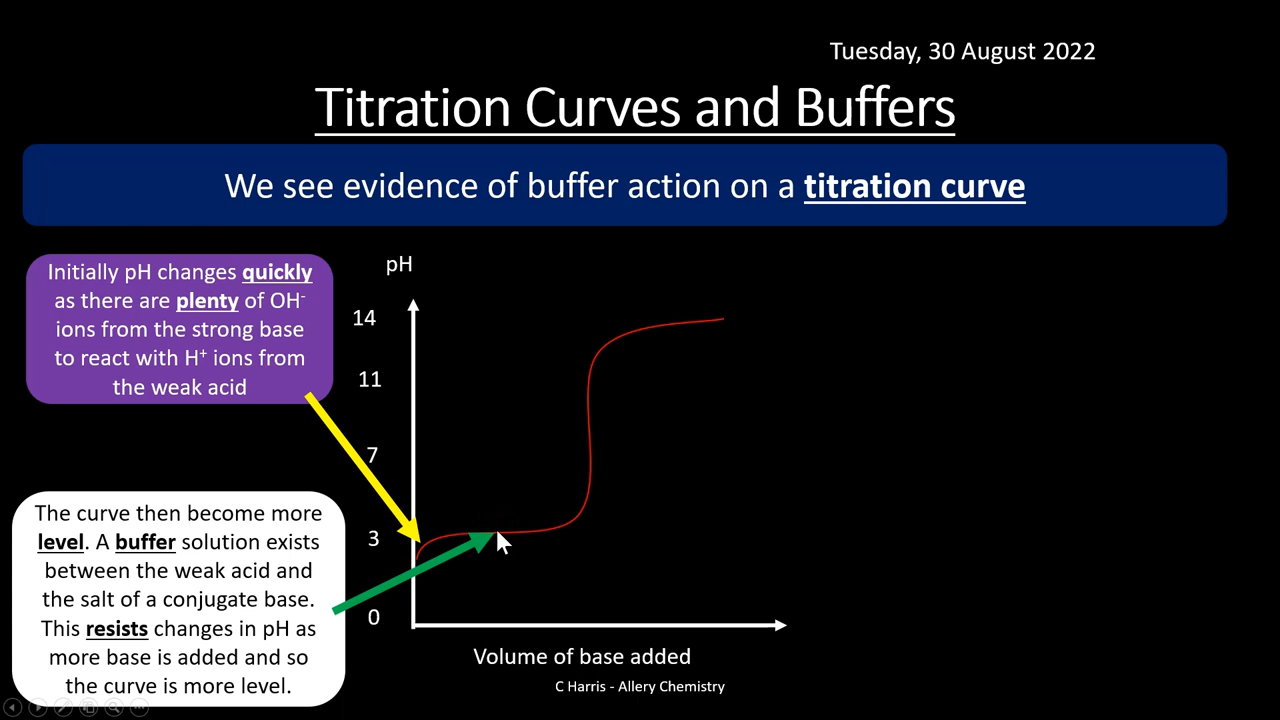 Tuesday, 30 August 2022
Titration Curves and Buffers
We see evidence of buffer action on a titration curve
Initially pH changes quickly
as there are plenty of OH⁻
ions from the strong base
to react with H⁺ ions from
the weak acid
The curve then become more
level. A buffer solution exists
between the weak acid and
the salt of a conjugate base.
This resists changes in pH as
more base is added and so
the curve is more level.
pH
14
11
7
3
0
Volume of base added
C Harris - Allery Chemistry